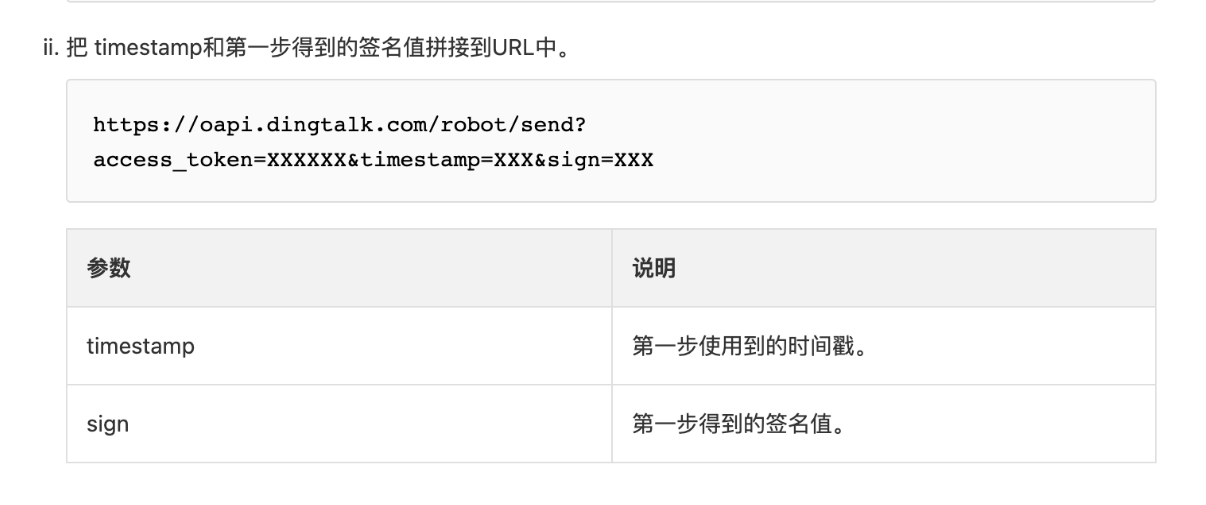 ii. 把 timestamp和第一步得到的签名值拼接到URL中。
https://oapi.dingtalk.com/robot/send?
access_token=XXXXXX&timestamp=XXX&sign=XXX
参数 说明
timestamp 第一步使用到的时间戳。
sign 第一步得到的签名值。